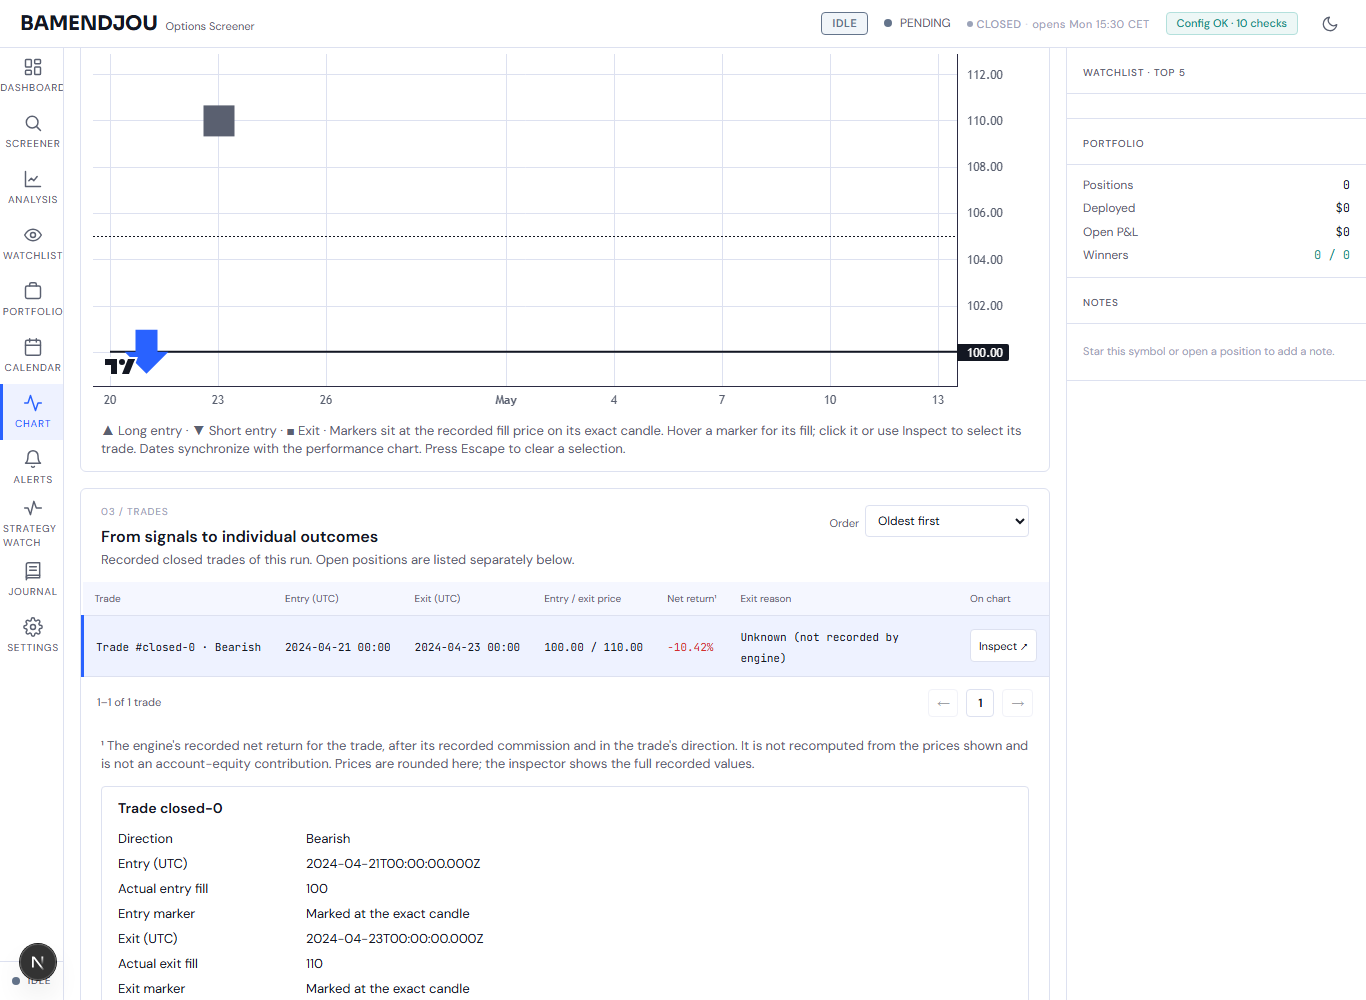 BAMENDJOU Options Screener
IDLE
PENDING
CLOSED · opens Mon 15:30 CET
Config OK · 10 checks
DASHBOARD
SCREENER
ANALYSIS
WATCHLIST
PORTFOLIO
CALENDAR
CHART
ALERTS
STRATEGY
WATCH
JOURNAL
SETTINGS
N
IDLE
112.00
110.00
108.00
106.00
104.00
102.00
100.00
20 23 26 May 4 7 10 13
▲ Long entry · ▼ Short entry · ■ Exit · Markers sit at the recorded fill price on its exact candle. Hover a marker for its fill; click it or use Inspect to select its
trade. Dates synchronize with the performance chart. Press Escape to clear a selection.
03 / TRADES
From signals to individual outcomes
Recorded closed trades of this run. Open positions are listed separately below.
Order Oldest first
Trade Entry (UTC) Exit (UTC) Entry / exit price Net return¹ Exit reason On chart
Trade #closed-0 · Bearish 2024-04-21 00:00 2024-04-23 00:00 100.00 / 110.00 -10.42% Unknown (not recorded by
engine)
Inspect ↗
1–1 of 1 trade
← 1 →
¹ The engine's recorded net return for the trade, after its recorded commission and in the trade's direction. It is not recomputed from the prices shown and
is not an account-equity contribution. Prices are rounded here; the inspector shows the full recorded values.
Trade closed-0
Direction Bearish
Entry (UTC) 2024-04-21T00:00:00.000Z
Actual entry fill 100
Entry marker Marked at the exact candle
Exit (UTC) 2024-04-23T00:00:00.000Z
Actual exit fill 110
Exit marker Marked at the exact candle
WATCHLIST · TOP 5
PORTFOLIO
Positions 0
Deployed $0
Open P&L $0
Winners 0 / 0
NOTES
Star this symbol or open a position to add a note.